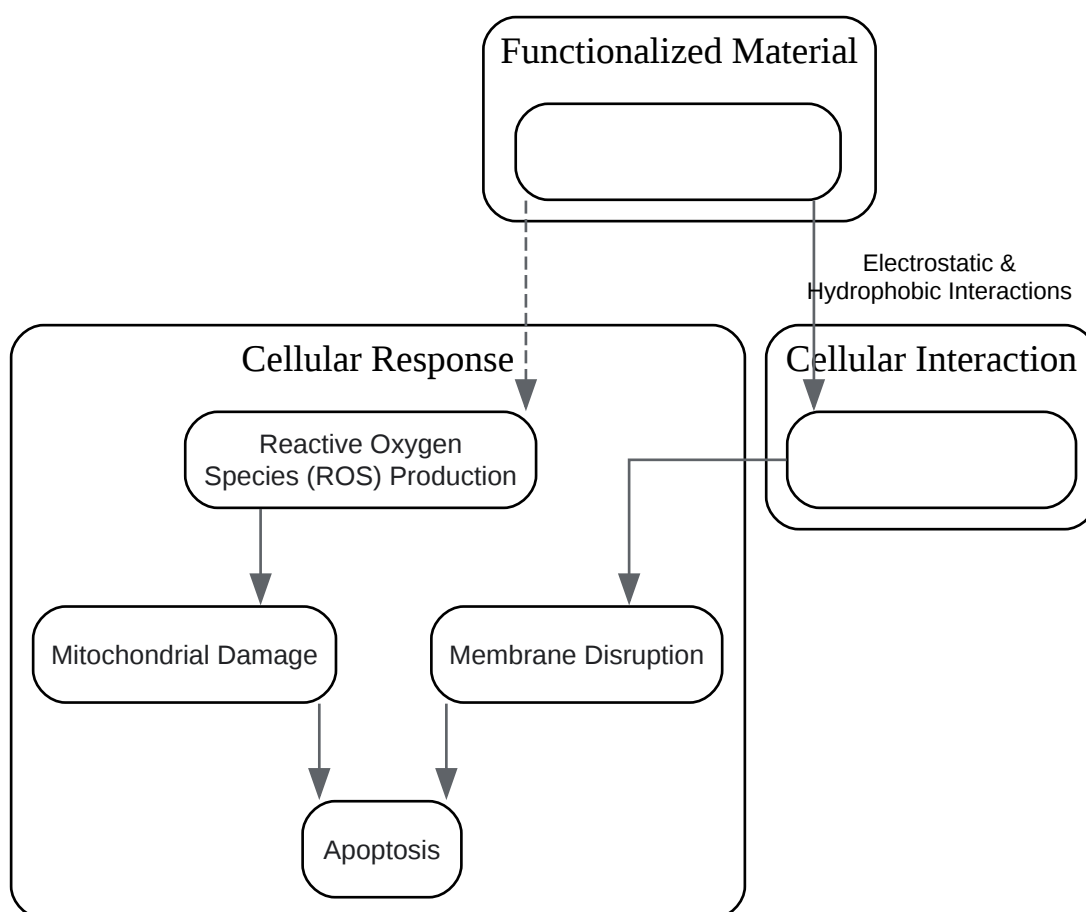 Functionalized Material
Electrostatic &
Hydrophobic Interactions
Cellular Response
Cellular Interaction
Reactive Oxygen
Species (ROS) Production
Mitochondrial Damage
Membrane Disruption
Apoptosis